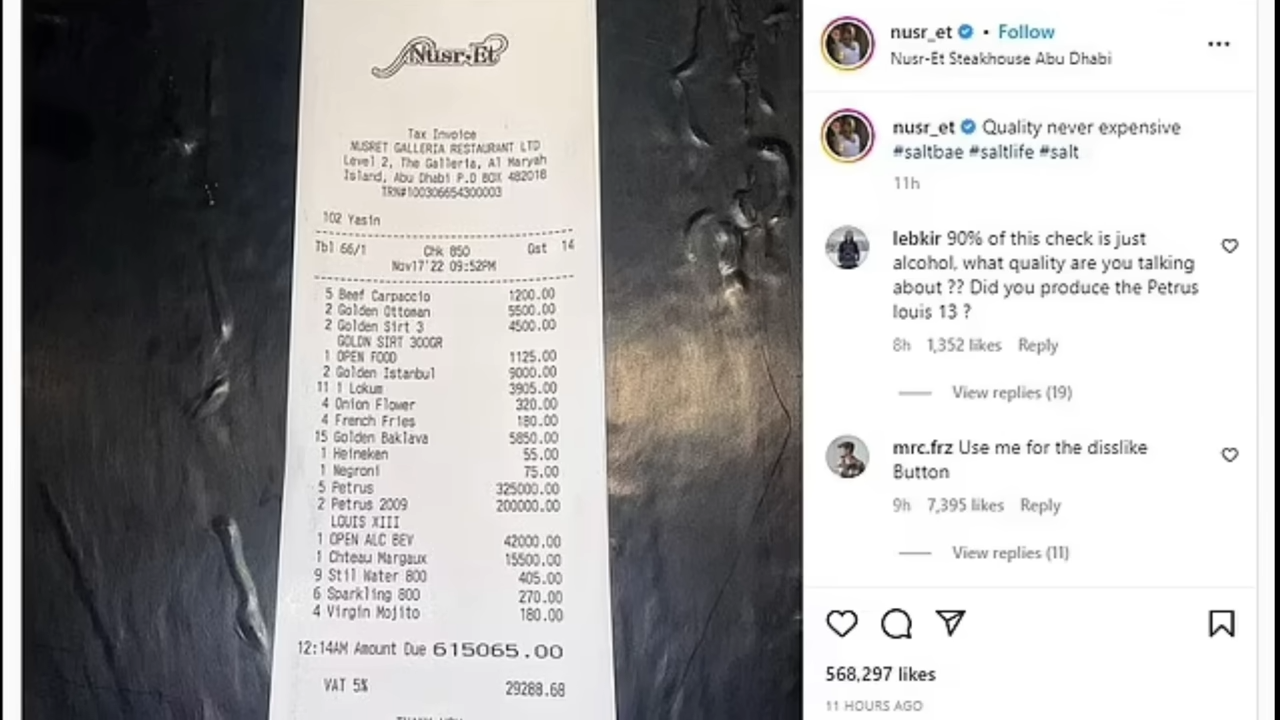 Nusr-Et
Tax Invoice
NUSRET GALLERIA RESTAURANT LTD
Level 2, The Galleria, Al Maryah
Island, Abu Dhabi P.O BOX 482018
TRN#100306654300003
102 Yasin
Tbl 66/1 Chk 850 Gst 14
Nov17'22 09:52PM
5 Beef Carpaccio 1200.00
2 Golden Ottoman 5500.00
2 Golden Sirt 3 4500.00
GOLDN SIRT 300GR
1 OPEN FOOD 1125.00
2 Golden Istanbul 9000.00
11 1 Lokum 3905.00
4 Onion Flower 320.00
4 French Fries 180.00
15 Golden Baklava 5850.00
1 Heineken 55.00
1 Negroni 75.00
5 Petrus 325000.00
2 Petrus 2009 200000.00
LOUIS XIII
1 OPEN ALC BEV 42000.00
1 Chteau Margaux 15500.00
9 Stil Water 800 405.00
6 Sparkling 800 270.00
4 Virgin Mojito 180.00
12:14AM Amount Due 615065.00
VAT 5% 29288.68
nusr_et • Follow
Nusr-Et Steakhouse Abu Dhabi
nusr_et Quality never expensive
#saltbae #saltlife #salt
11h
lebkir 90% of this check is just
alcohol, what quality are you talking
about ?? Did you produce the Petrus
louis 13 ?
8h 1,352 likes Reply
View replies (19)
mrc.frz Use me for the disslike
Button
9h 7,395 likes Reply
View replies (11)
568,297 likes
11 HOURS AGO